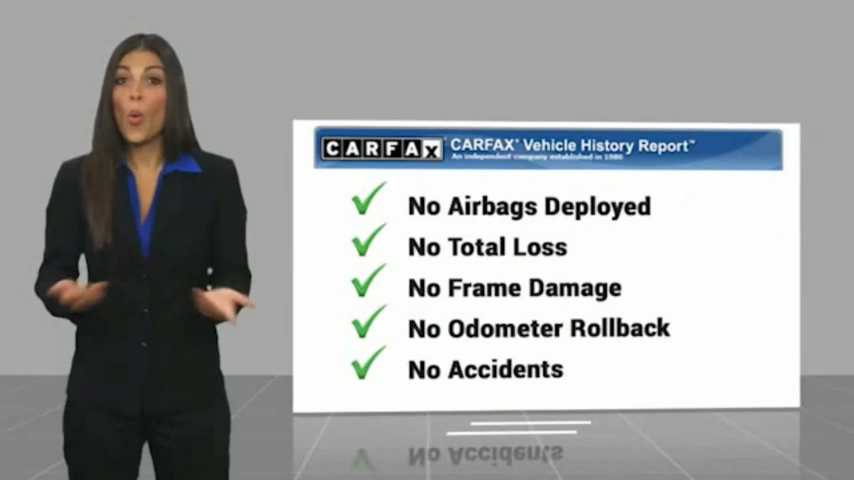 CARFAX CARFAX® Vehicle History Report™
An independent company established in 1986
No Airbags Deployed
No Total Loss
No Frame Damage
No Odometer Rollback
No Accidents
No Accidents